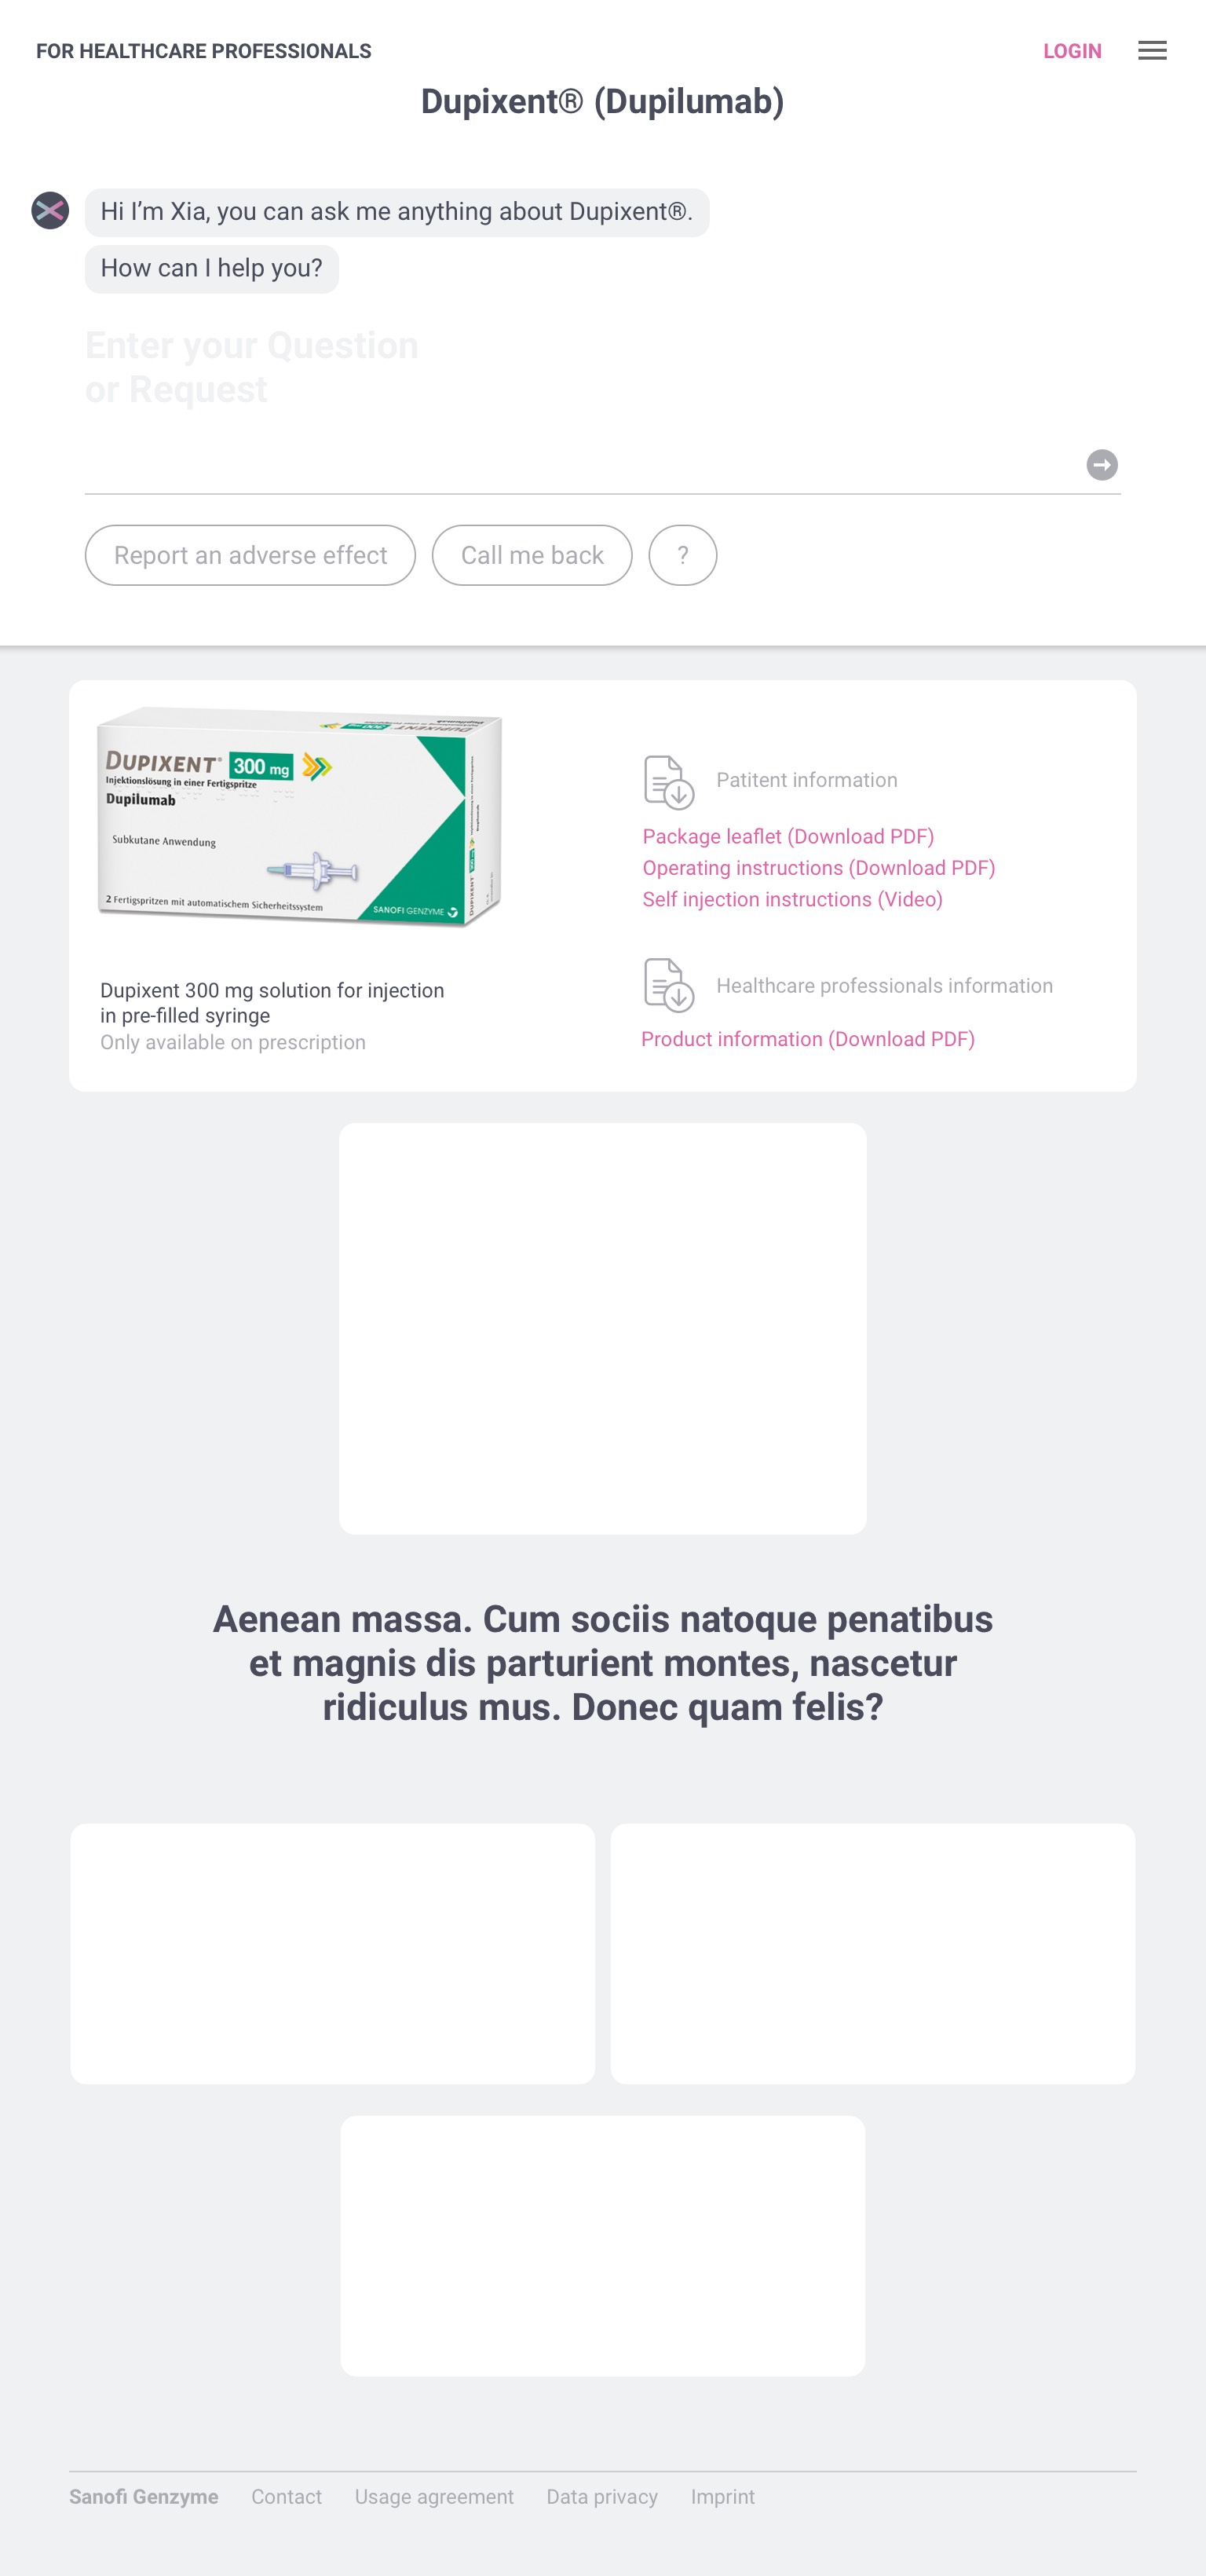 FOR HEALTHCARE PROFESSIONALS
LOGIN
Dupixent® (Dupilumab)
Hi I’m Xia, you can ask me anything about Dupixent®.
How can I help you?
Enter your Question
or Request
Report an adverse effect
Call me back
?
DUPIXENT® 300 mg
Injektionslösung in einer Fertigspritze
Dupilumab
Subkutane Anwendung
2 Fertigspritzen mit automatischem Sicherheitssystem
SANOFI GENZYME
Dupixent 300 mg solution for injection
in pre-filled syringe
Only available on prescription
Patitent information
Package leaflet (Download PDF)
Operating instructions (Download PDF)
Self injection instructions (Video)
Healthcare professionals information
Product information (Download PDF)
Aenean massa. Cum sociis natoque penatibus
et magnis dis parturient montes, nascetur
ridiculus mus. Donec quam felis?
Sanofi Genzyme
Contact
Usage agreement
Data privacy
Imprint